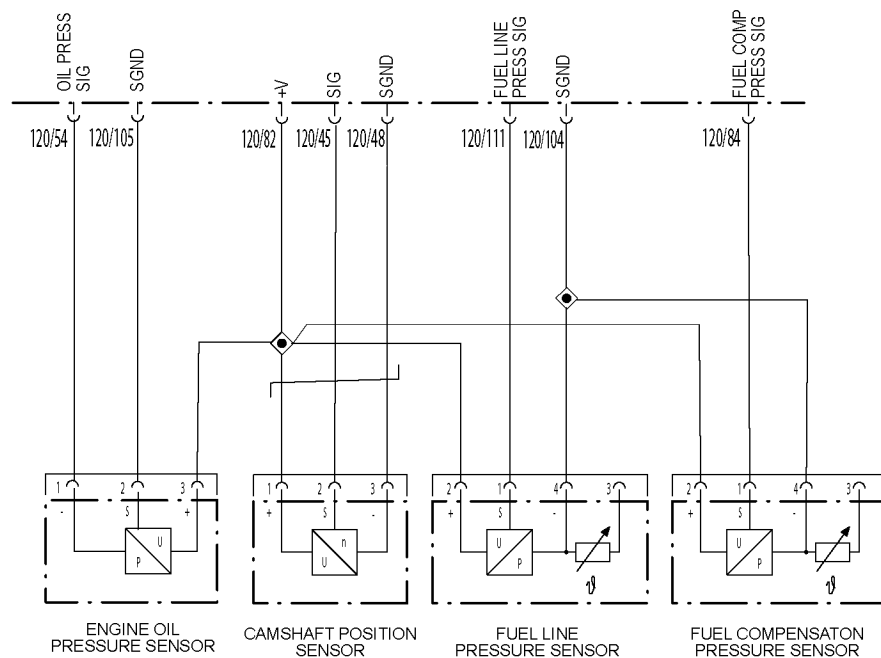 OIL PRESS
SIG
SGND
+V
SIG
SGND
FUEL LINE
PRESS SIG
SGND
FUEL COMP
PRESS SIG
120/54
120/105
120/82
120/45
120/48
120/111
120/104
120/84
1 2 3
1 2 3
2 1 4 3
2 1 4 3
- S +
+ S -
+ S -
+ S -
U
P
n
U
U
P
U
P
ϑ
ϑ
ENGINE OIL
PRESSURE SENSOR
CAMSHAFT POSITION
SENSOR
FUEL LINE
PRESSURE SENSOR
FUEL COMPENSATON
PRESSURE SENSOR